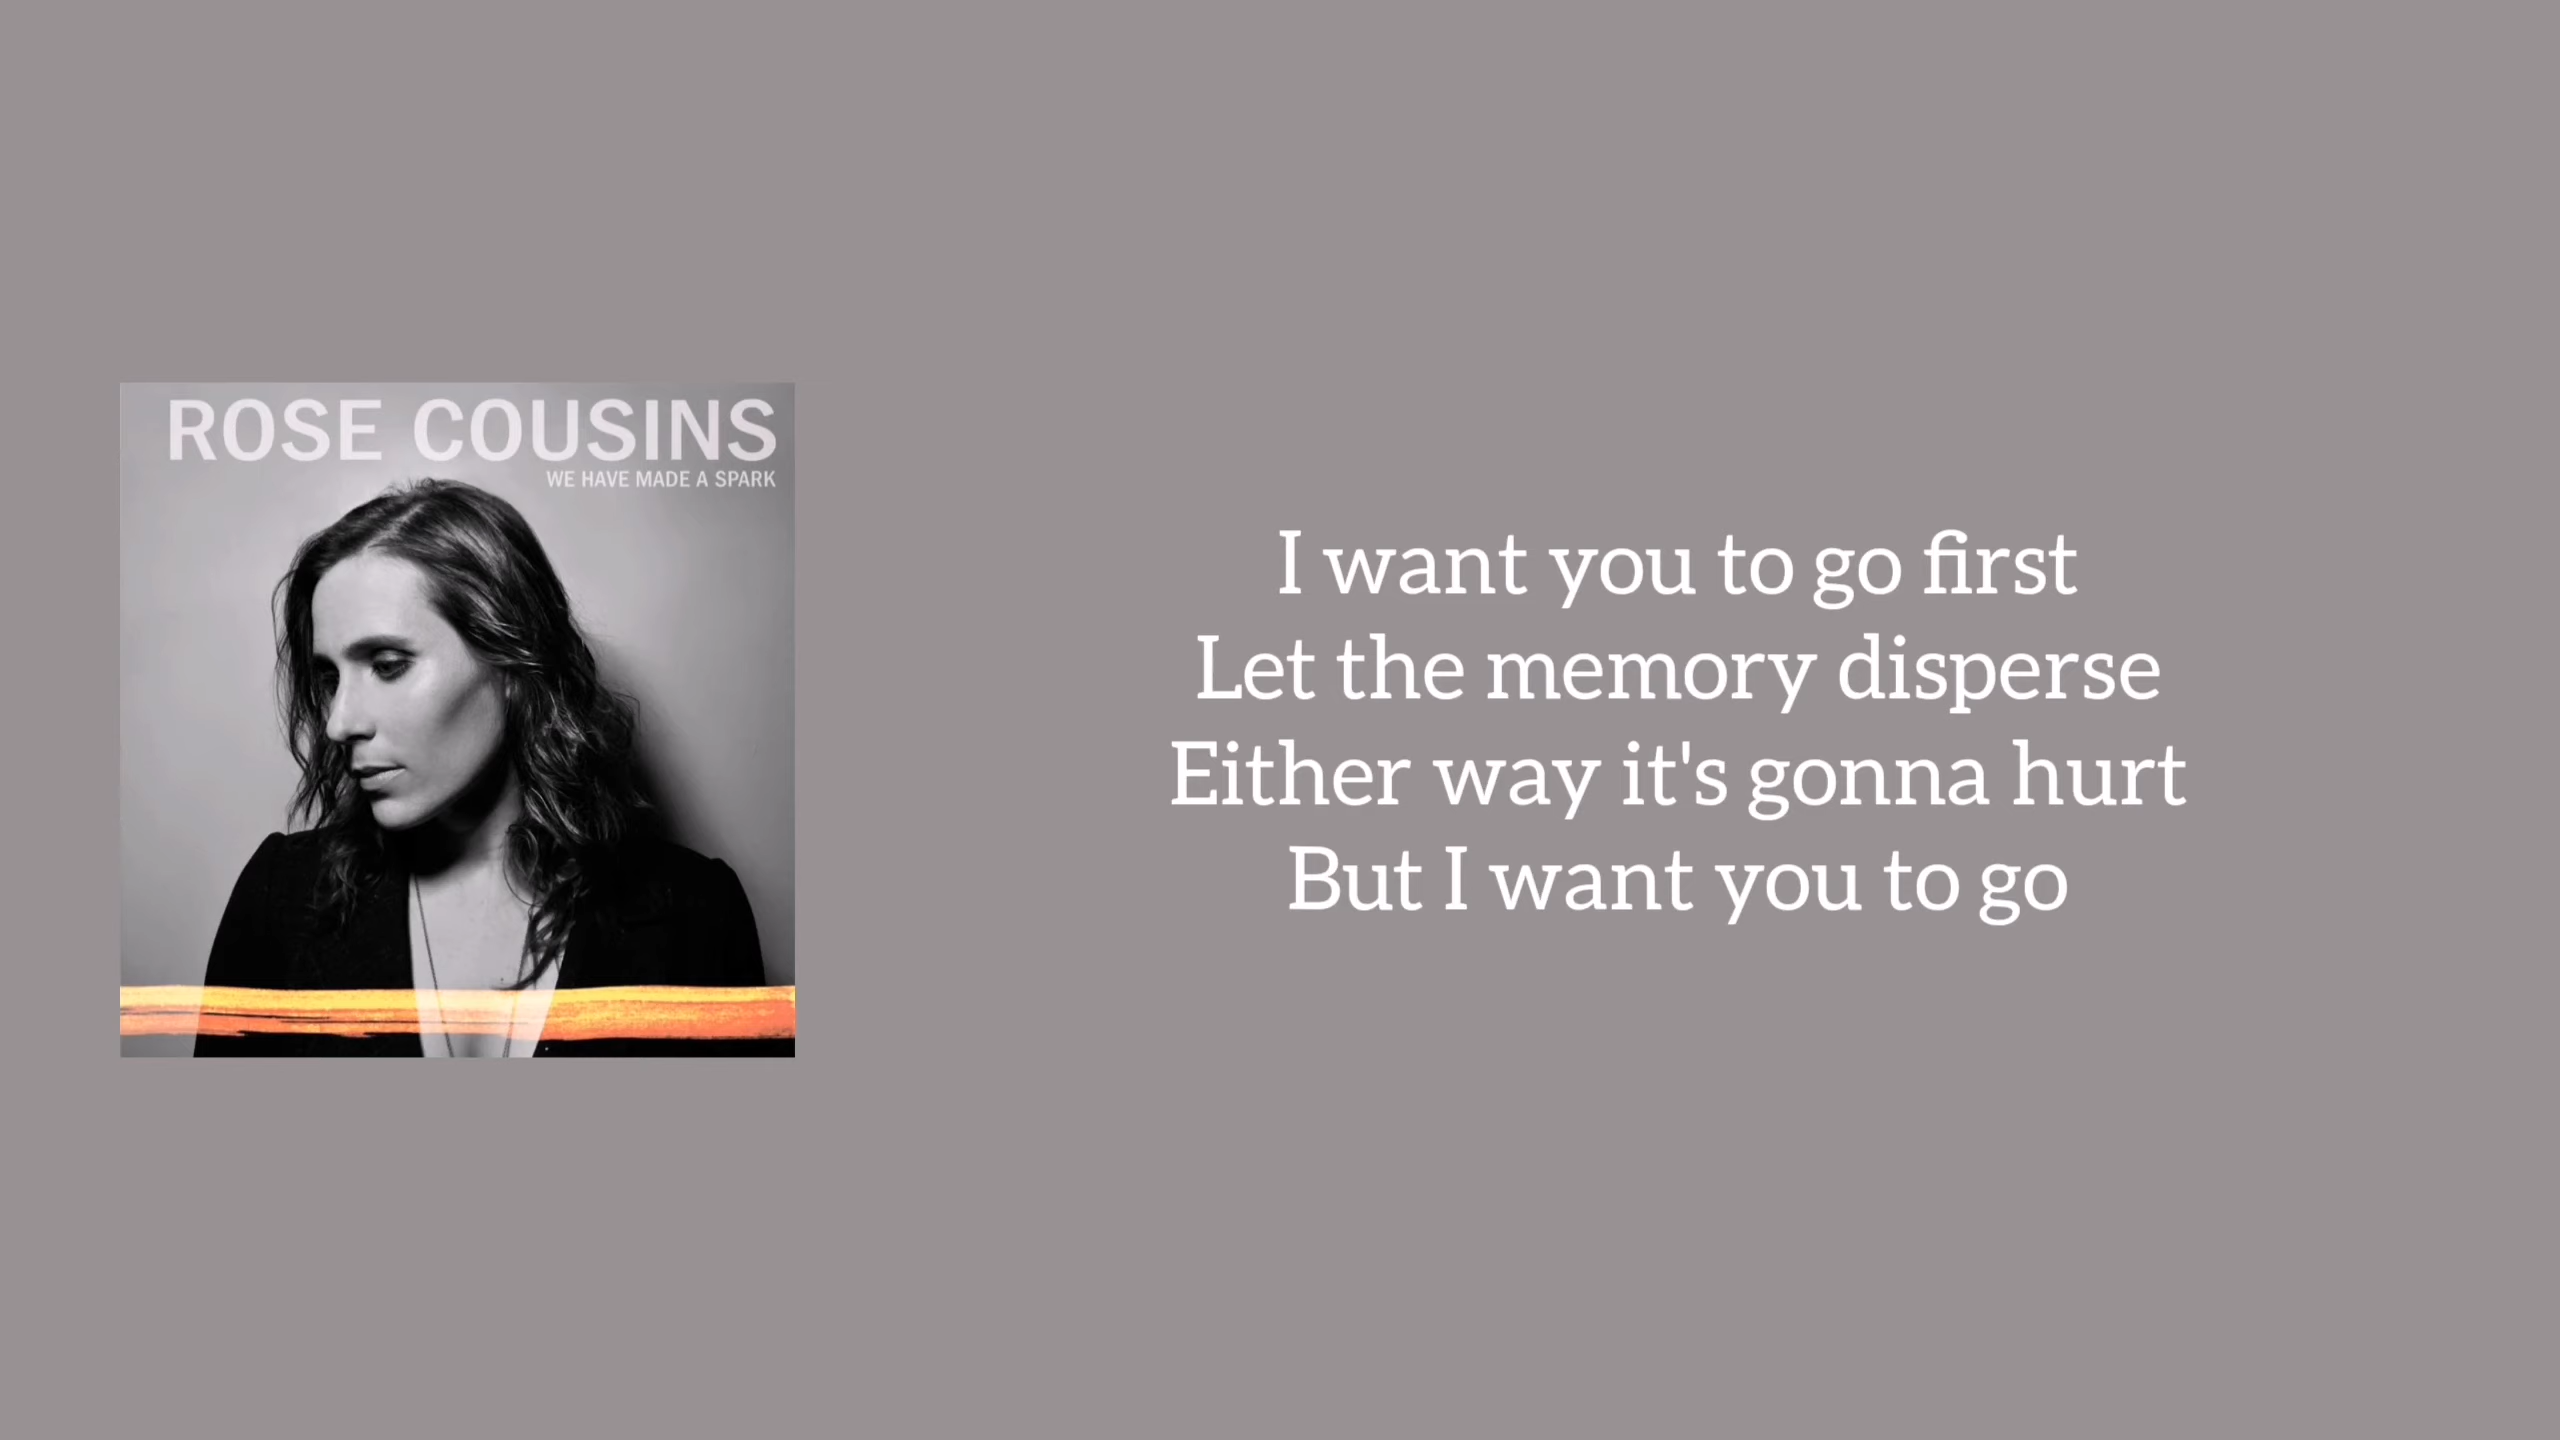 ROSE COUSINS
WE HAVE MADE A SPARK
I want you to go first
Let the memory disperse
Either way it's gonna hurt
But I want you to go